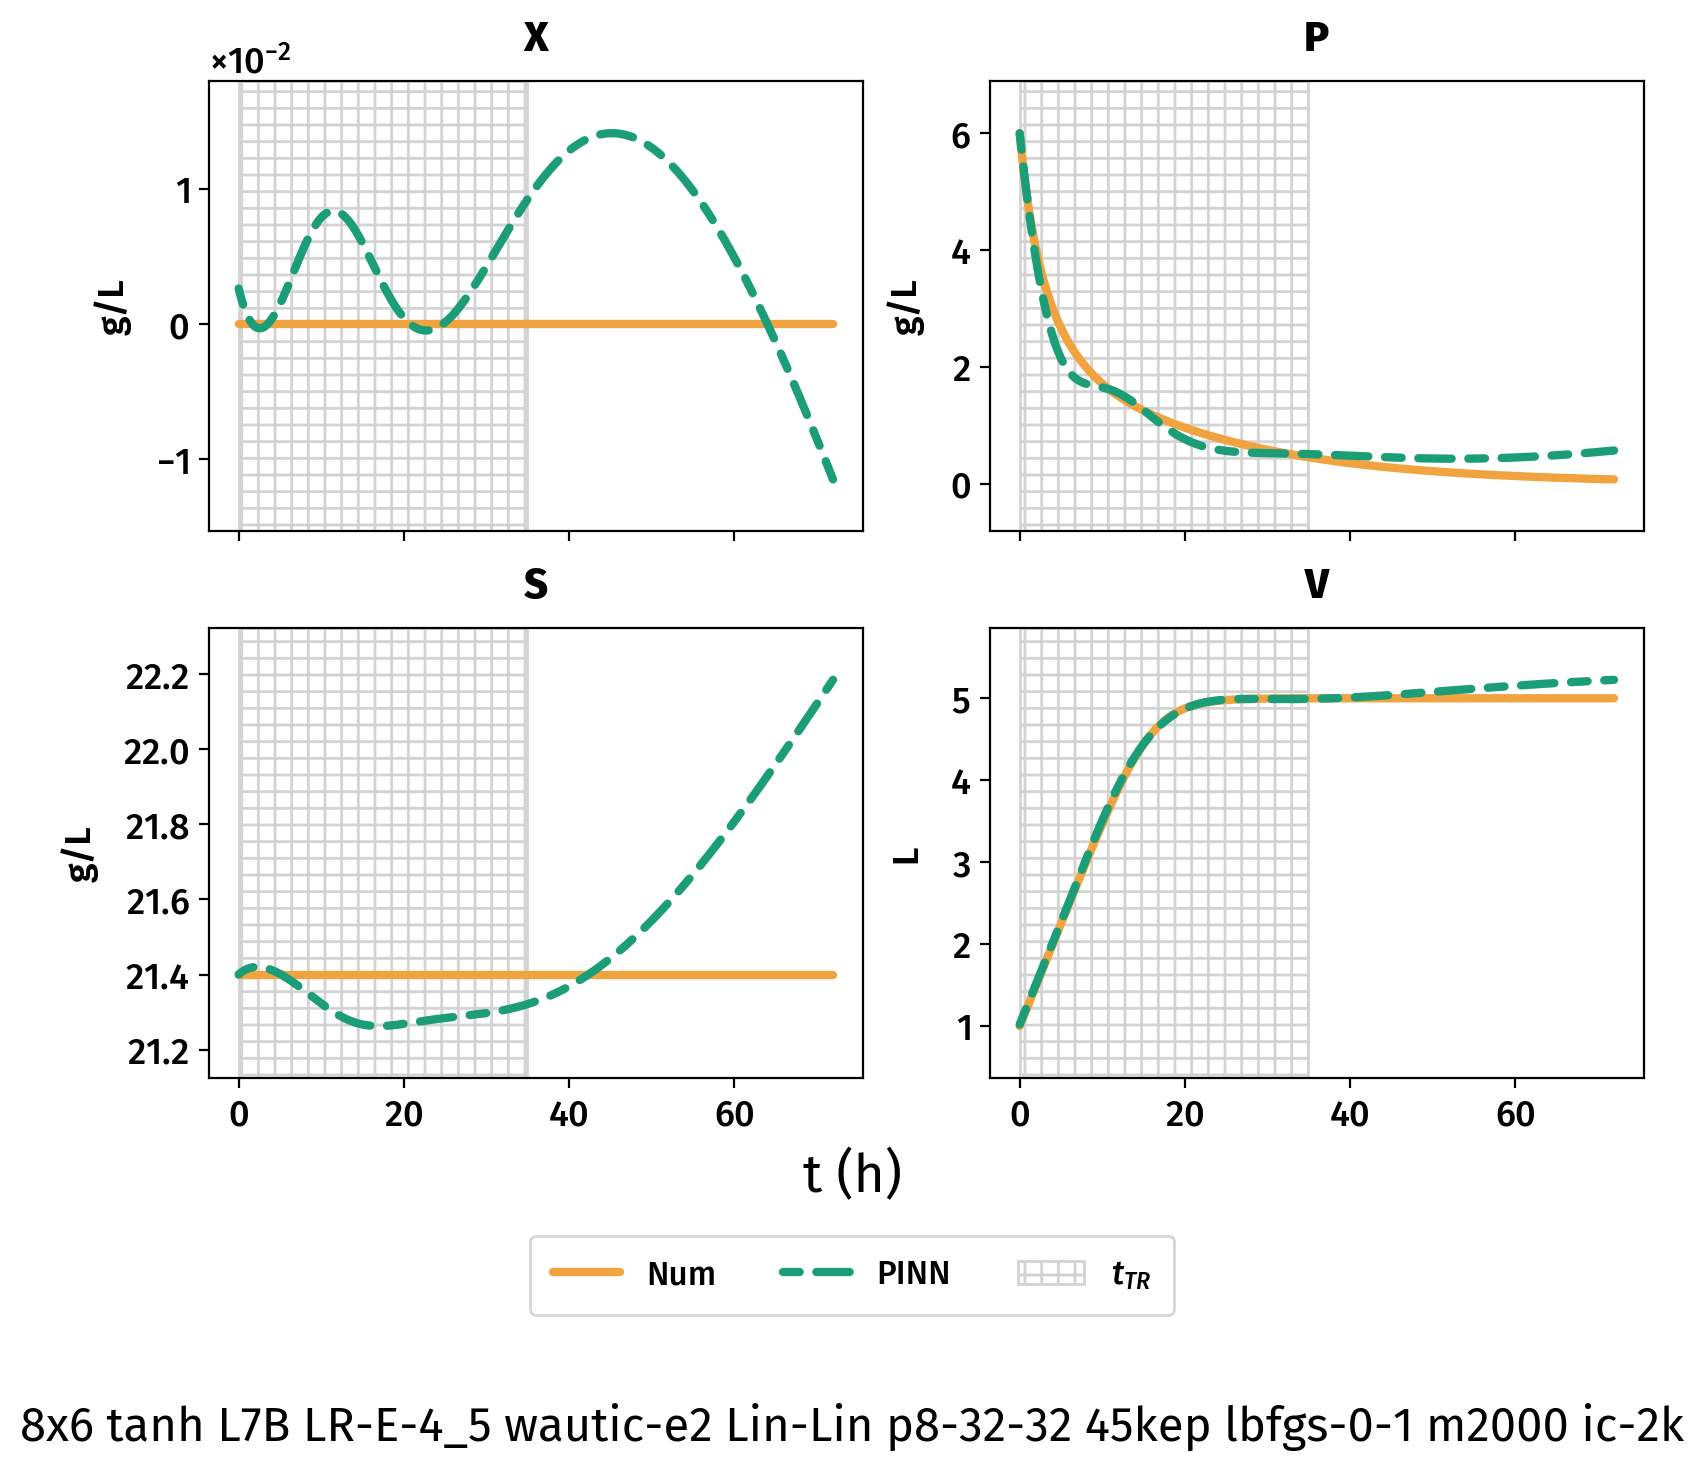 X
×10⁻²
g/L
1
0
−1
P
g/L
6
4
2
0
S
g/L
22.2
22.0
21.8
21.6
21.4
21.2
0 20 40 60
V
L
5
4
3
2
1
0 20 40 60
t (h)
Num PINN t_TR
8x6 tanh L7B LR-E-4_5 wautic-e2 Lin-Lin p8-32-32 45kep lbfgs-0-1 m2000 ic-2k